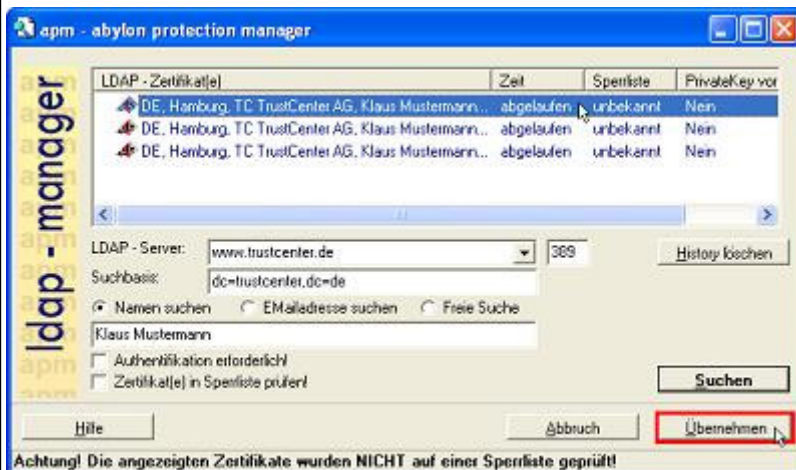 apm - abylon protection manager
ldap - manager
LDAP - Zertifikat(e) Zeit Sperrliste PrivateKey vor
DE, Hamburg, TC TrustCenter AG, Klaus Mustermann... abgelaufen unbekannt Nein
DE, Hamburg, TC TrustCenter AG, Klaus Mustermann... abgelaufen unbekannt Nein
DE, Hamburg, TC TrustCenter AG, Klaus Mustermann... abgelaufen unbekannt Nein
LDAP - Server: www.trustcenter.de 389 History löschen
Suchbasis: dc=trustcenter,dc=de
Namen suchen EMailadresse suchen Freie Suche
Klaus Mustermann
Authentifikation erforderlich!
Zertifikat(e) in Sperrliste prüfen!
Suchen
Hilfe Abbruch Übernehmen
Achtung! Die angezeigten Zertifikate wurden NICHT auf einer Sperrliste geprüft!